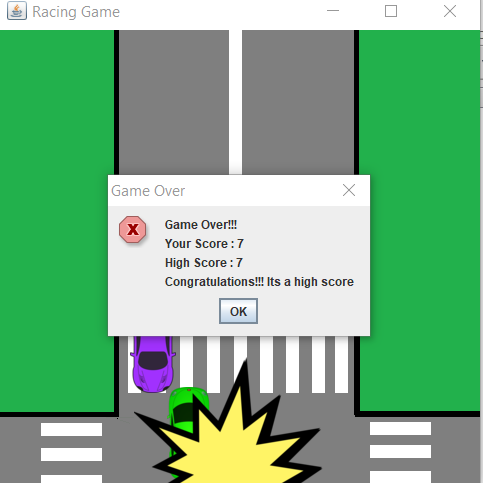 Racing Game
Game Over
Game Over!!!
Your Score : 7
High Score : 7
Congratulations!!! Its a high score
OK